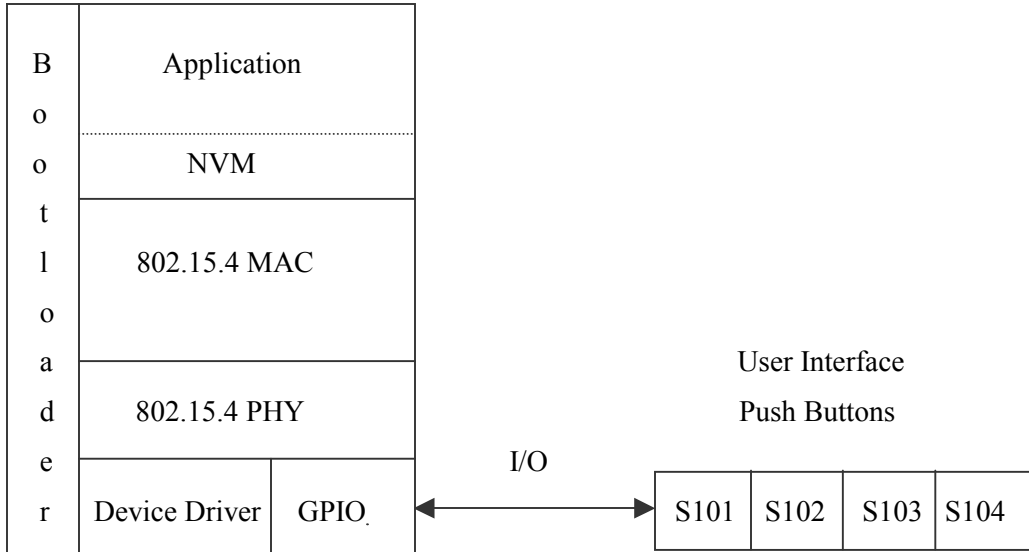 Bootloader
Application
NVM
802.15.4 MAC
802.15.4 PHY
Device Driver
GPIO
I/O
User Interface
Push Buttons
S101
S102
S103
S104